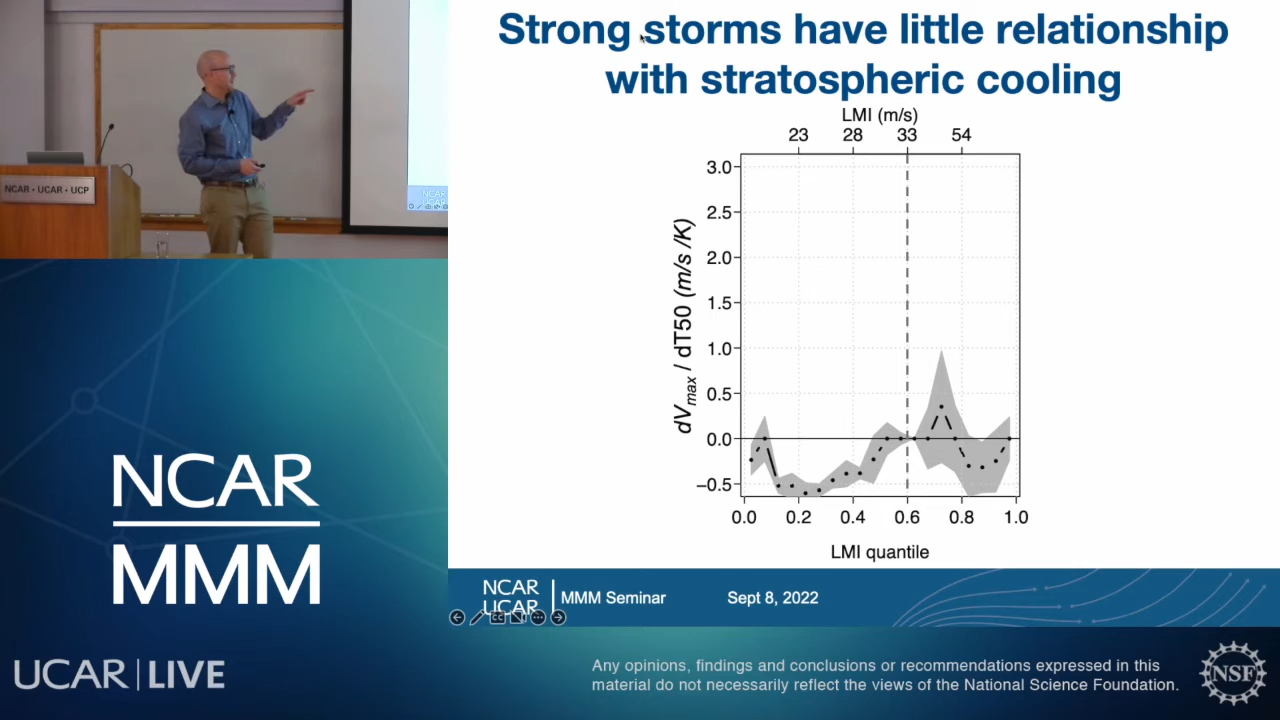 Strong storms have little relationship
with stratospheric cooling
LMI (m/s)
23 28 33 54
3.0
2.5
2.0
1.5
1.0
0.5
0.0
−0.5
dVmax / dT50 (m/s /K)
0.0 0.2 0.4 0.6 0.8 1.0
LMI quantile
NCAR • UCAR • UCP
NCAR
UCAR
NCAR
MMM
NCAR
UCAR
MMM Seminar
Sept 8, 2022
CC
UCAR | LIVE
Any opinions, findings and conclusions or recommendations expressed in this
material do not necessarily reflect the views of the National Science Foundation.
NSF